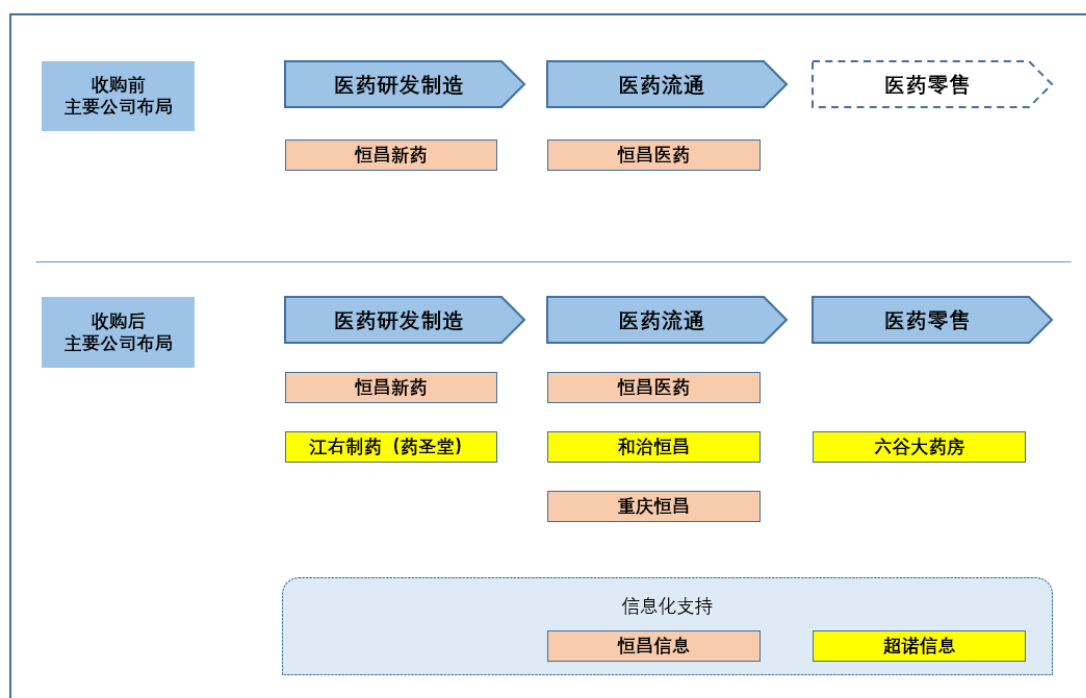 收购前
主要公司布局
医药研发制造
医药流通
医药零售
恒昌新药
恒昌医药
收购后
主要公司布局
医药研发制造
医药流通
医药零售
恒昌新药
恒昌医药
江右制药（药圣堂）
和治恒昌
六谷大药房
重庆恒昌
信息化支持
恒昌信息
超诺信息